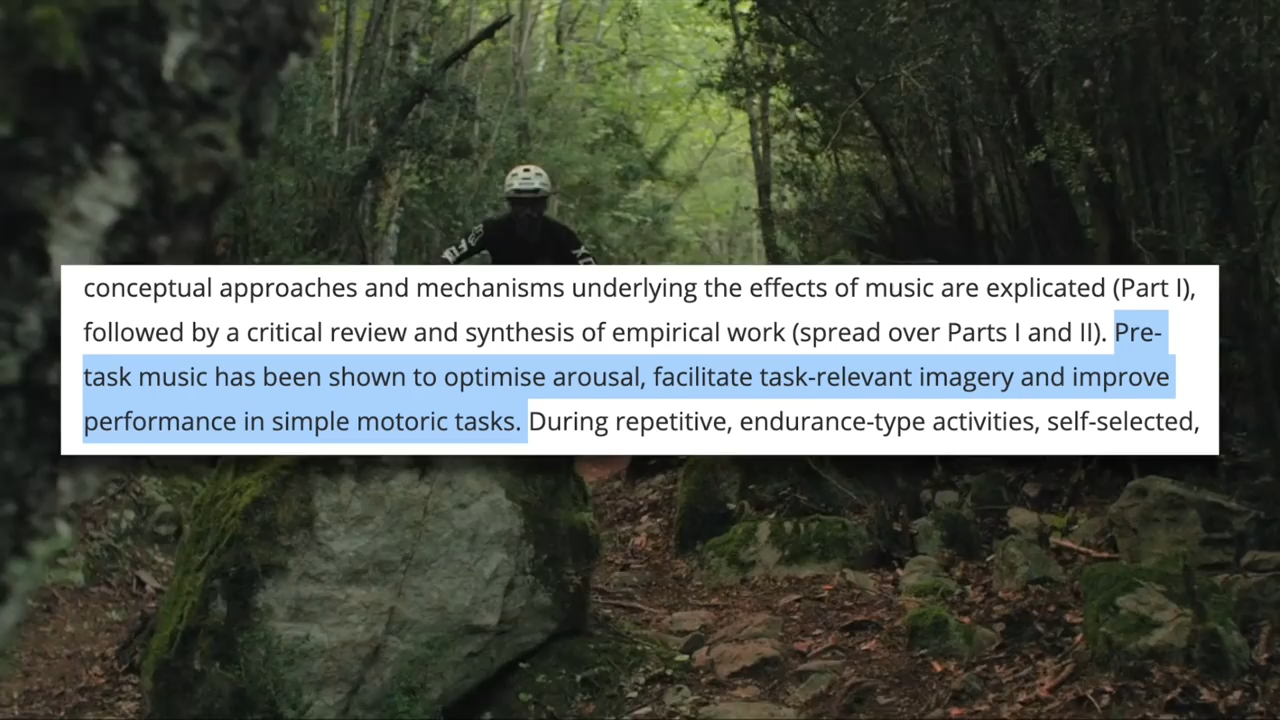 conceptual approaches and mechanisms underlying the effects of music are explicated (Part I),
followed by a critical review and synthesis of empirical work (spread over Parts I and II). Pre-
task music has been shown to optimise arousal, facilitate task-relevant imagery and improve
performance in simple motoric tasks. During repetitive, endurance-type activities, self-selected,